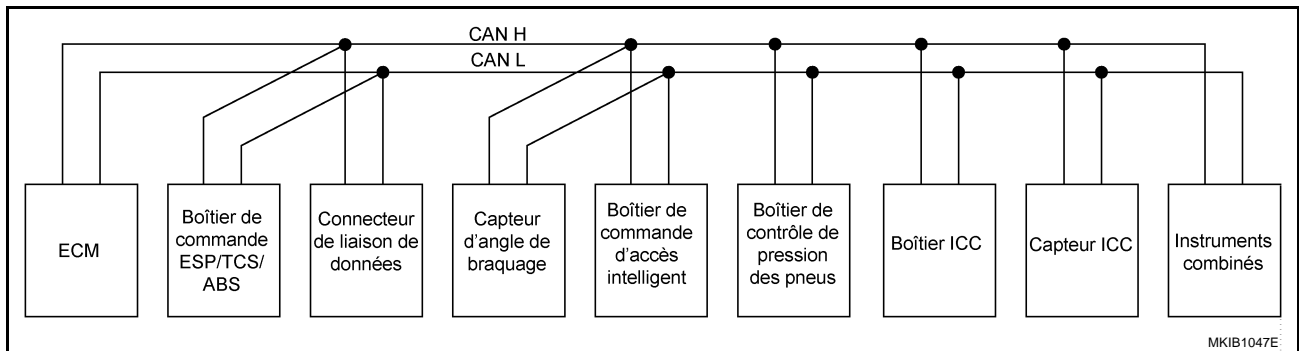 CAN H
CAN L
ECM
Boîtier de
commande
ESP/TCS/
ABS
Connecteur
de liaison de
données
Capteur
d'angle de
braquage
Boîtier de
commande
d'accès
intelligent
Boîtier de
contrôle de
pression
des pneus
Boîtier ICC
Capteur ICC
Instruments
combinés
MKIB1047E